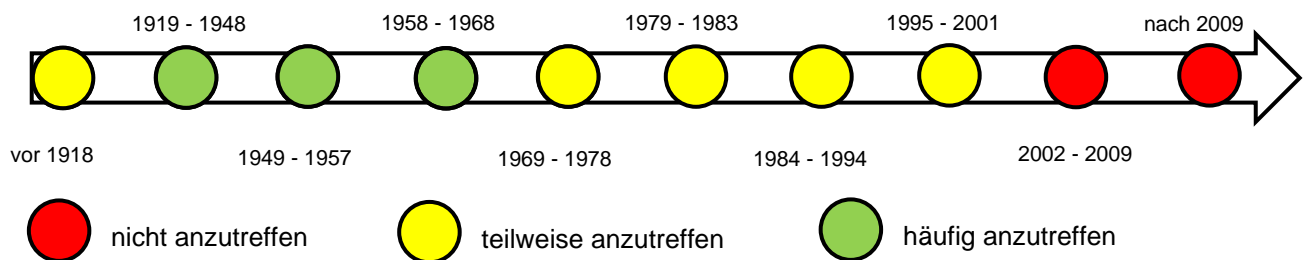 1919 - 1948 1958 - 1968 1979 - 1983 1995 - 2001 nach 2009
vor 1918 1949 - 1957 1969 - 1978 1984 - 1994 2002 - 2009
nicht anzutreffen teilweise anzutreffen häufig anzutreffen